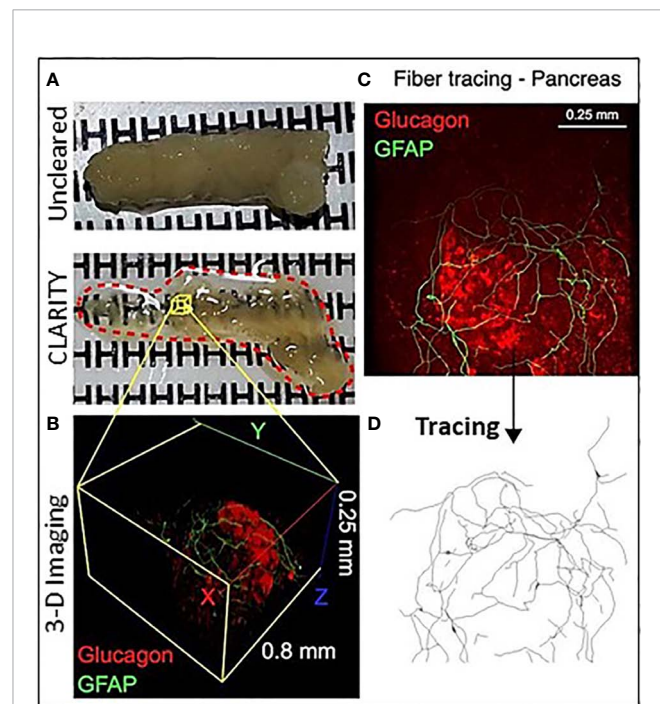 A
Uncleared
CLARITY
B
3-D Imaging
Y
X
Z
0.25 mm
0.8 mm
Glucagon
GFAP
C
Fiber tracing - Pancreas
Glucagon
GFAP
0.25 mm
Tracing
D